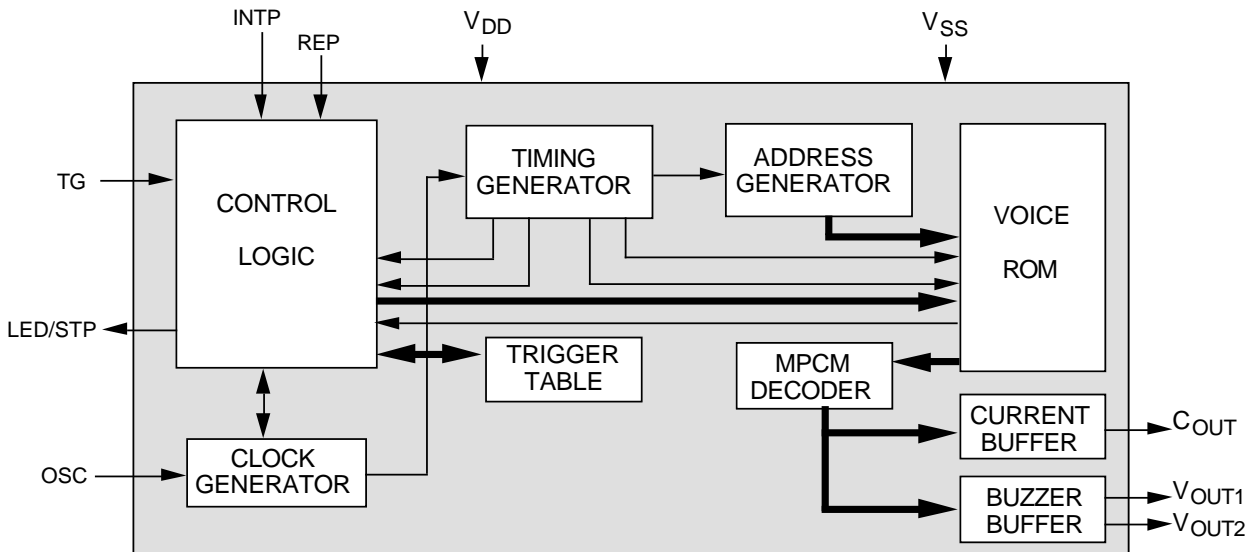 INTP
REP
VDD
VSS
TG
CONTROL
LOGIC
TIMING
GENERATOR
ADDRESS
GENERATOR
VOICE
ROM
LED/STP
TRIGGER
TABLE
MPCM
DECODER
OSC
CLOCK
GENERATOR
CURRENT
BUFFER
COUT
BUZZER
BUFFER
VOUT1
VOUT2